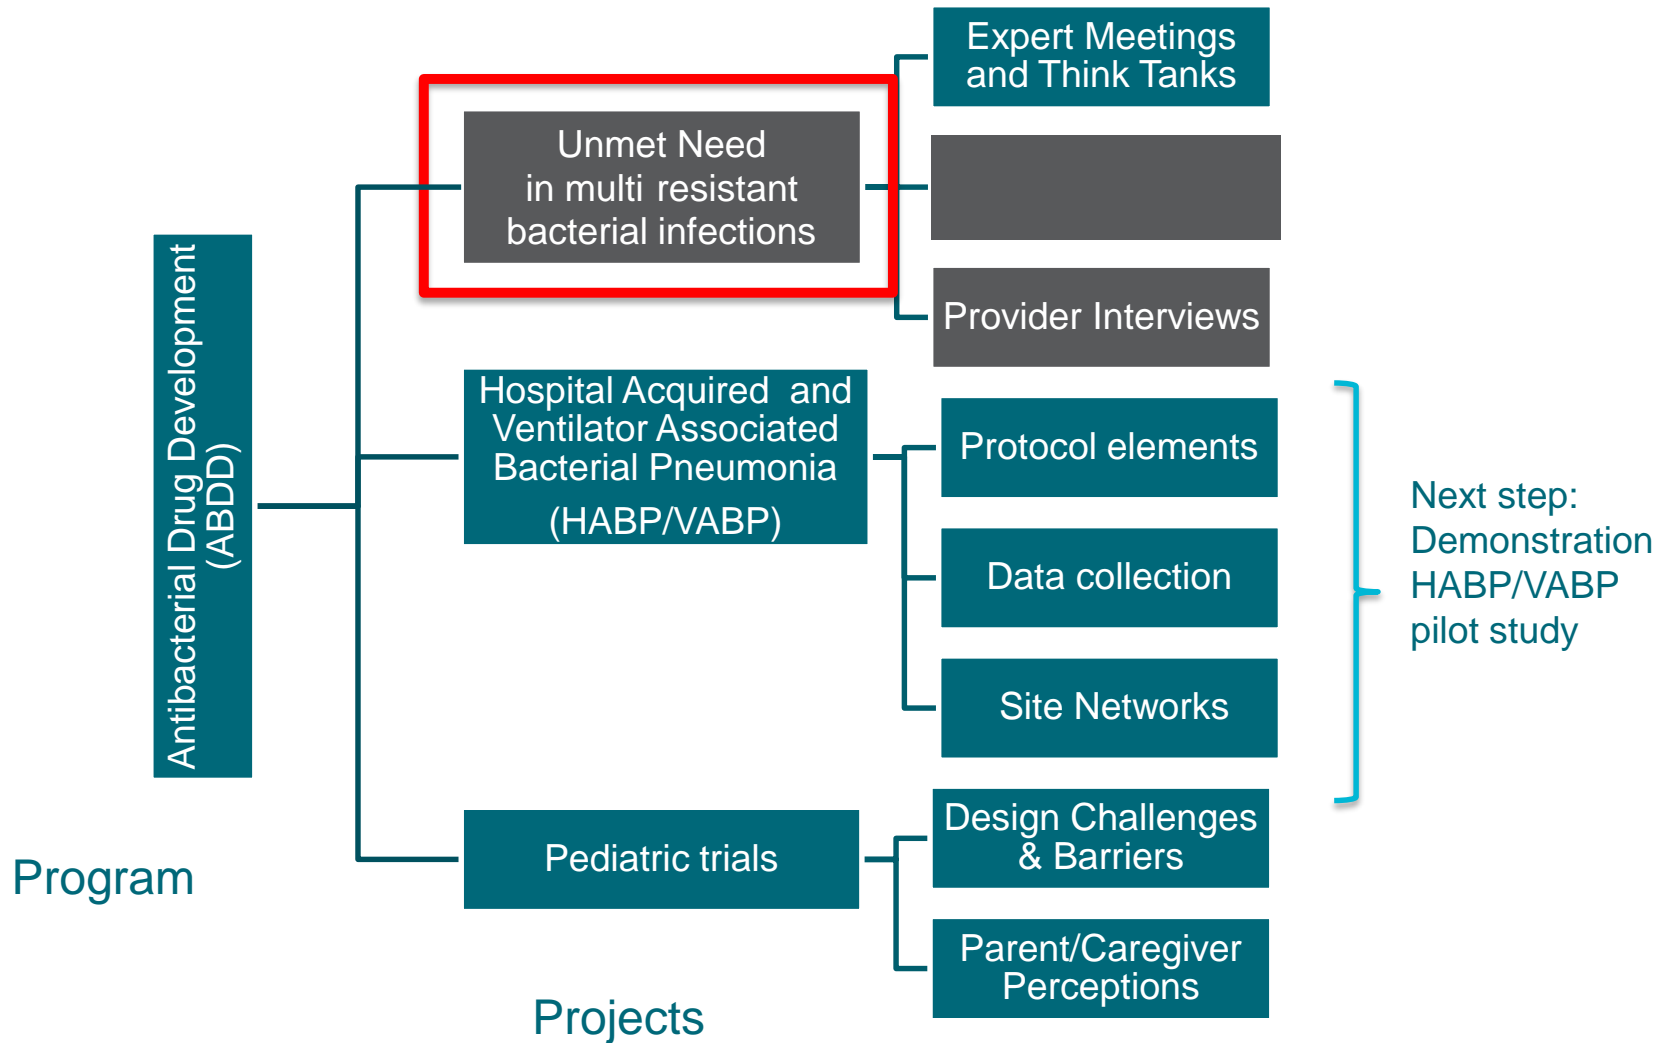 Antibacterial Drug Development
(ABDD)
Unmet Need
in multi resistant
bacterial infections
Expert Meetings
and Think Tanks
Provider Interviews
Hospital Acquired and
Ventilator Associated
Bacterial Pneumonia
(HABP/VABP)
Protocol elements
Data collection
Site Networks
Next step:
Demonstration
HABP/VABP
pilot study
Pediatric trials
Design Challenges
& Barriers
Parent/Caregiver
Perceptions
Program
Projects